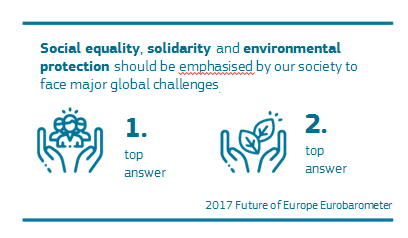 Social equality, solidarity and environmental
protection should be emphasised by our society to
face major global challenges.
1.
top
answer
2.
top
answer
2017 Future of Europe Eurobarometer